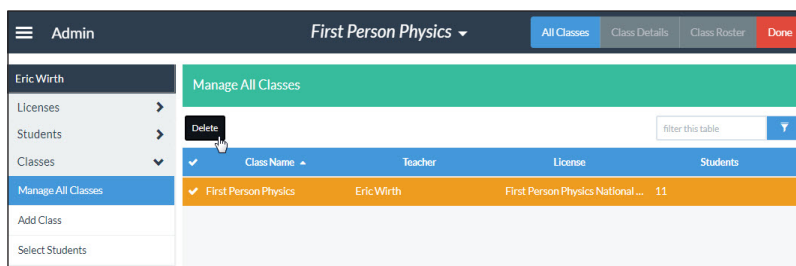 Admin First Person Physics All Classes Class Details Class Roster Done
Eric Wirth
Manage All Classes
Licenses
Students
Delete filter this table
Classes
Class Name Teacher License Students
Manage All Classes
First Person Physics Eric Wirth First Person Physics National ... 11
Add Class
Select Students